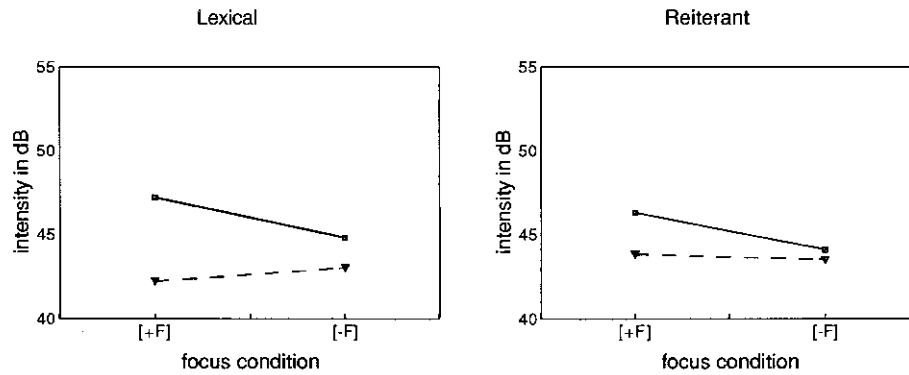 Lexical
55
50
45
40
intensity in dB
[+F]
[-F]
focus condition
Reiterant
55
50
45
40
intensity in dB
[+F]
[-F]
focus condition